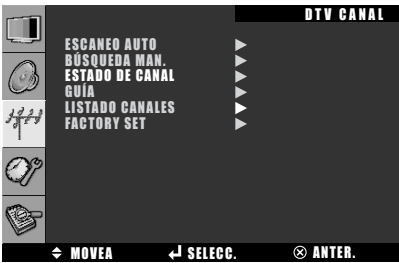 DTV CANAL
ESCANEO AUTO
BÚSQUEDA MAN.
ESTADO DE CANAL
GUÍA
LISTADO CANALES
FACTORY SET
MOVEA SELECC. ANTER.